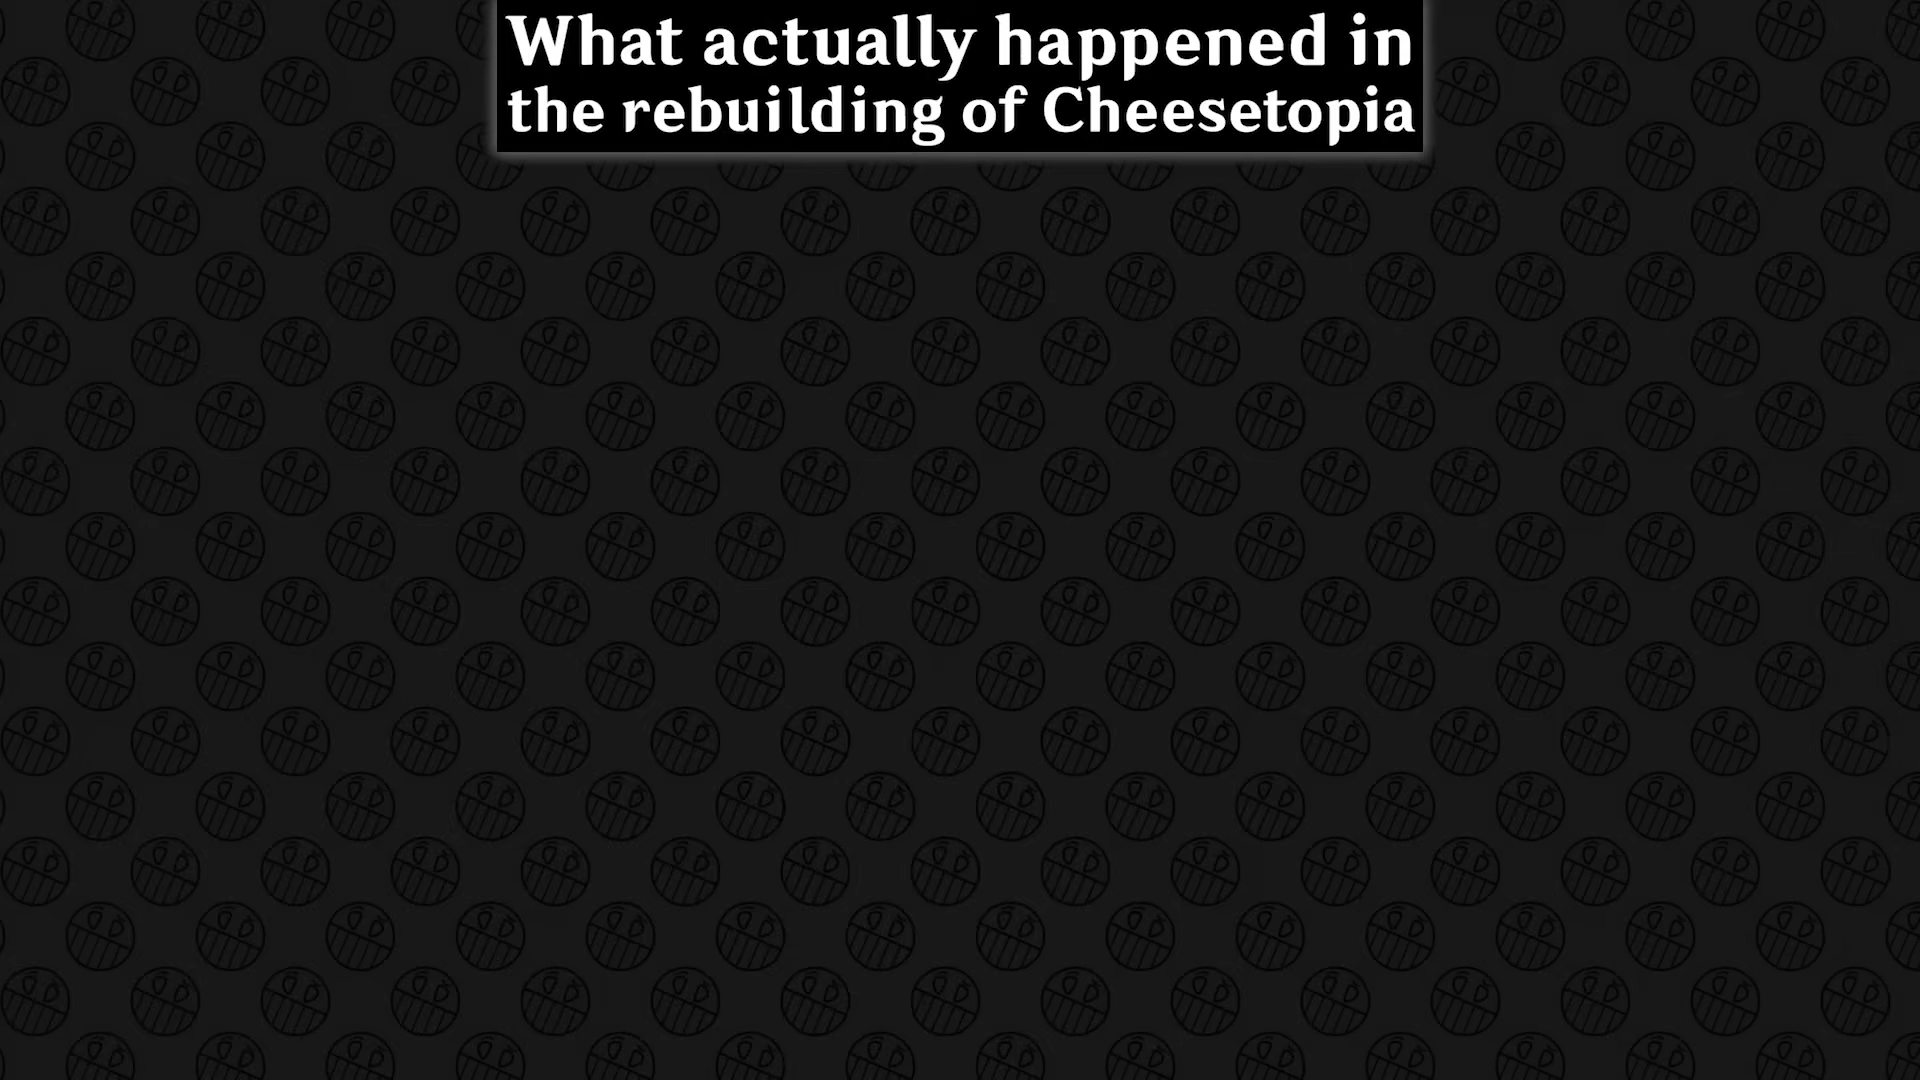 What actually happened in
the rebuilding of Cheesetopia